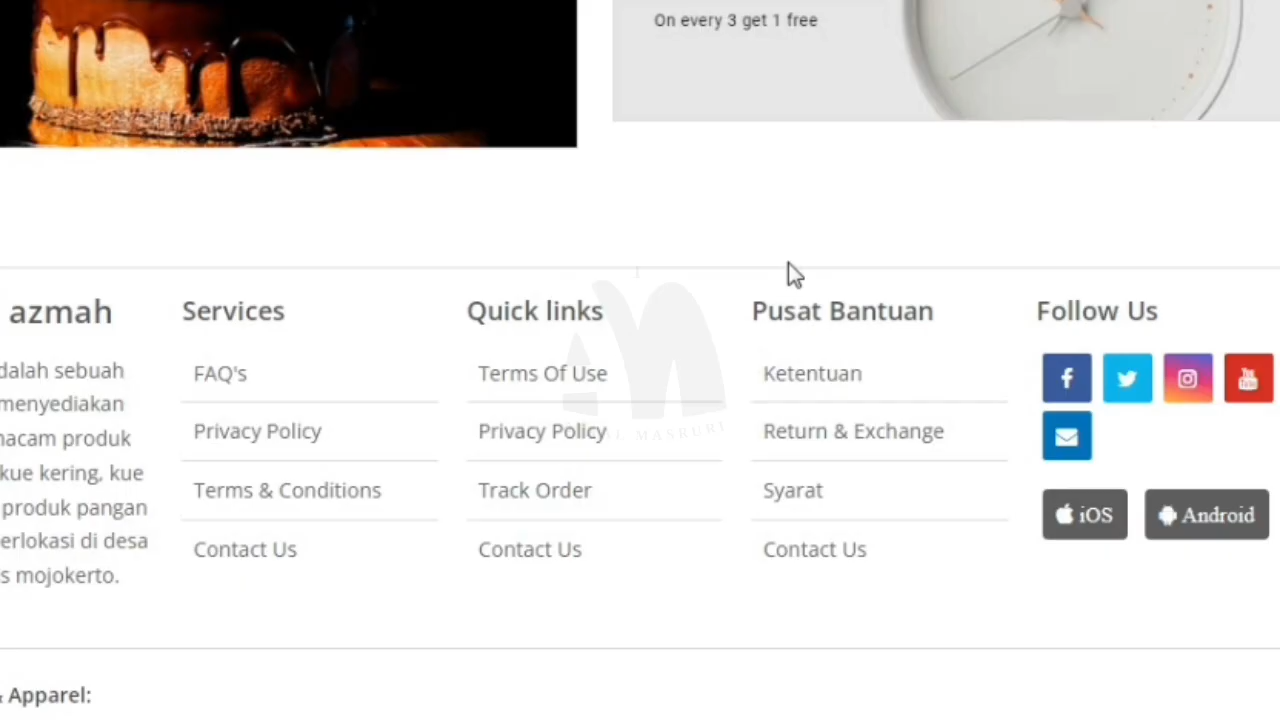 On every 3 get 1 free
azmah
dalah sebuah
menyediakan
macam produk
kue kering, kue
produk pangan
erlokasi di desa
s mojokerto.
Services
FAQ's
Privacy Policy
Terms & Conditions
Contact Us
Quick links
Terms Of Use
Privacy Policy
Track Order
Contact Us
Pusat Bantuan
Ketentuan
Return & Exchange
Syarat
Contact Us
Follow Us
iOS
Android
MASRURI
& Apparel: